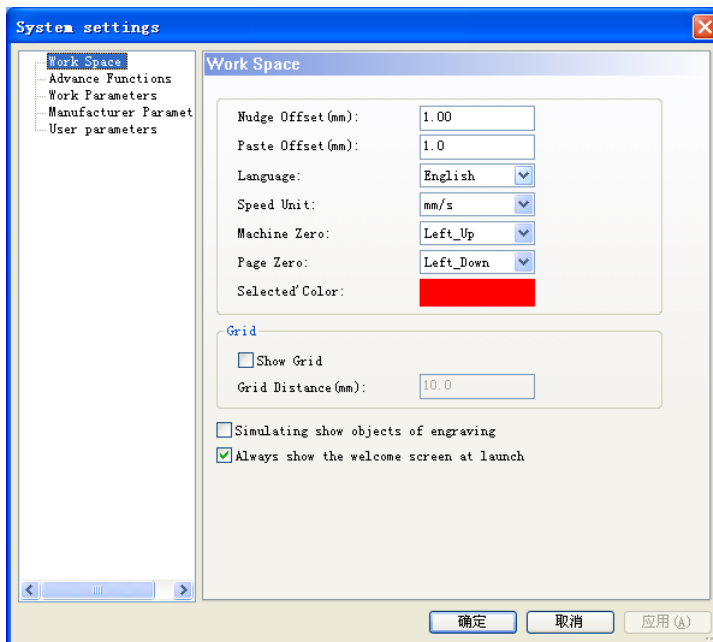 System settings
Work Space
Advance Functions
Work Parameters
Manufacturer Paramet
User parameters
Work Space
Nudge Offset(mm): 1.00
Paste Offset(mm): 1.0
Language: English
Speed Unit: mm/s
Machine Zero: Left_Up
Page Zero: Left_Down
Selected'Color:
Grid
Show Grid
Grid Distance(mm): 10.0
Simulating show objects of engraving
Always show the welcome screen at launch
确定 取消 应用(A)